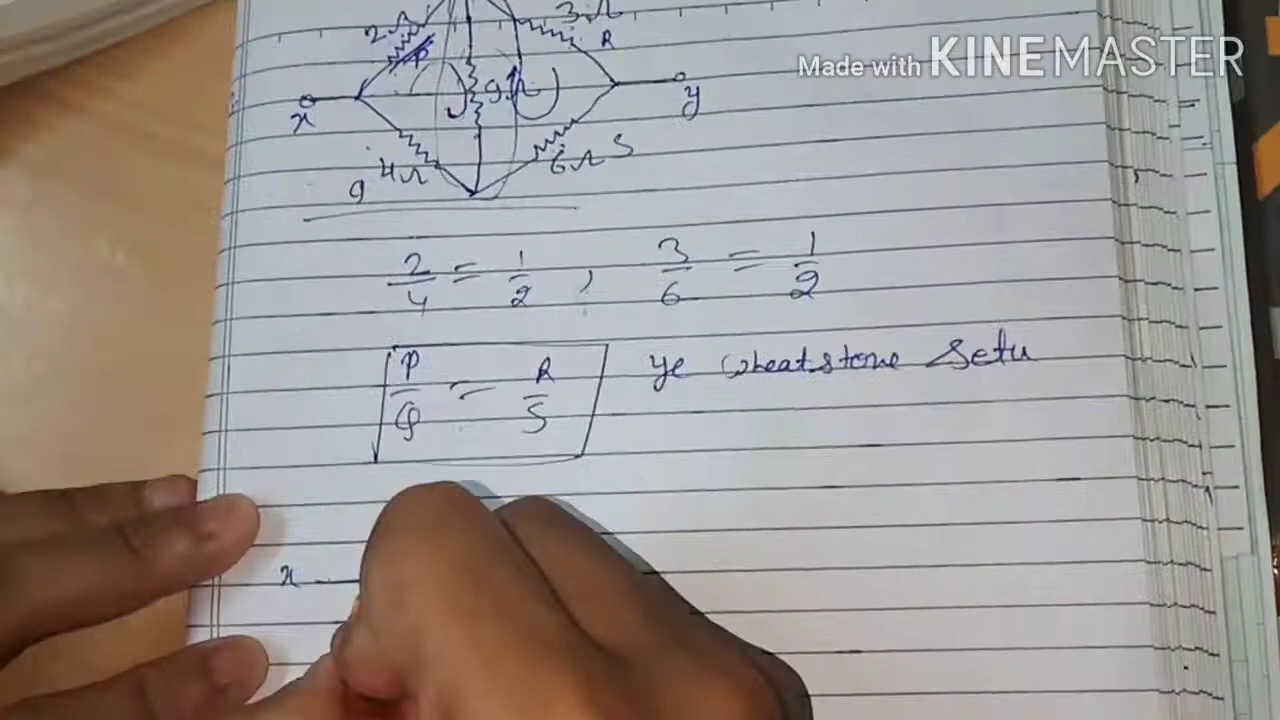 2Ω 3Ω
P R
Made with KINEMASTER
x 9Ω y
4Ω 6Ω S
q
2/4 = 1/2 ; 3/6 = 1/2
P/Q = R/S ye wheatstone Setu
x